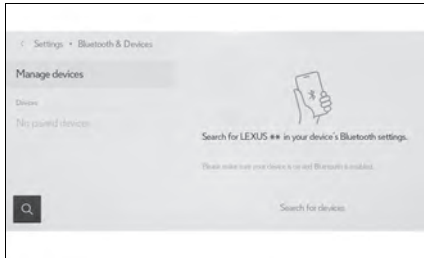 Settings • Bluetooth & Devices
Manage devices
Devices
No paired devices
Search for LEXUS ** in your device's Bluetooth settings.
Please make sure your device is on and Bluetooth is enabled.
Search for devices